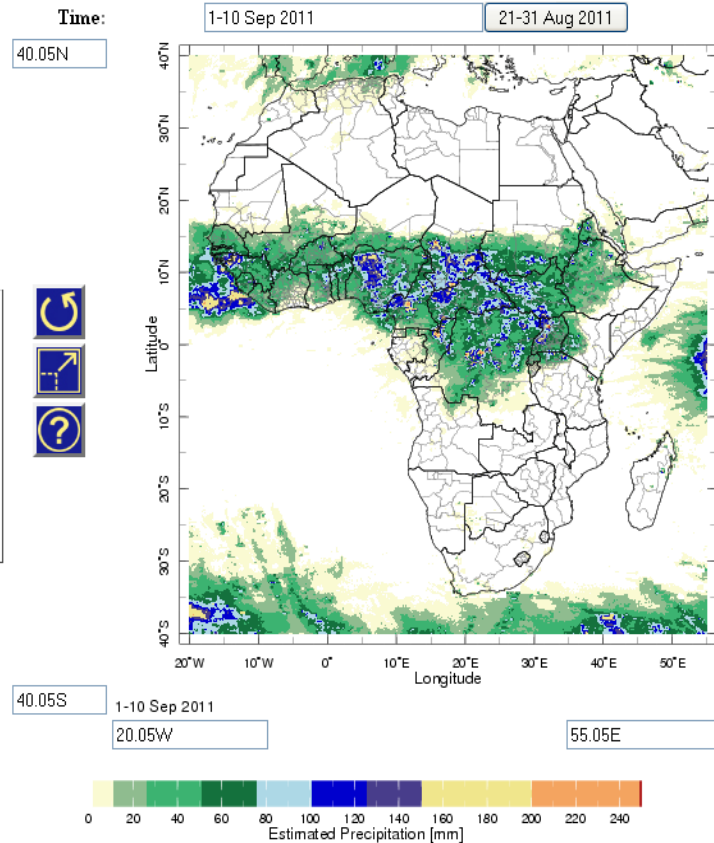 Time: 1-10 Sep 2011 21-31 Aug 2011
40.05N
40°N
30°N
20°N
10°N
0°
10°S
20°S
30°S
40°S
Latitude
?
20°W 10°W 0° 10°E 20°E 30°E 40°E 50°E
Longitude
40.05S
1-10 Sep 2011
20.05W 55.05E
0 20 40 60 80 100 120 140 160 180 200 220 240
Estimated Precipitation [mm]